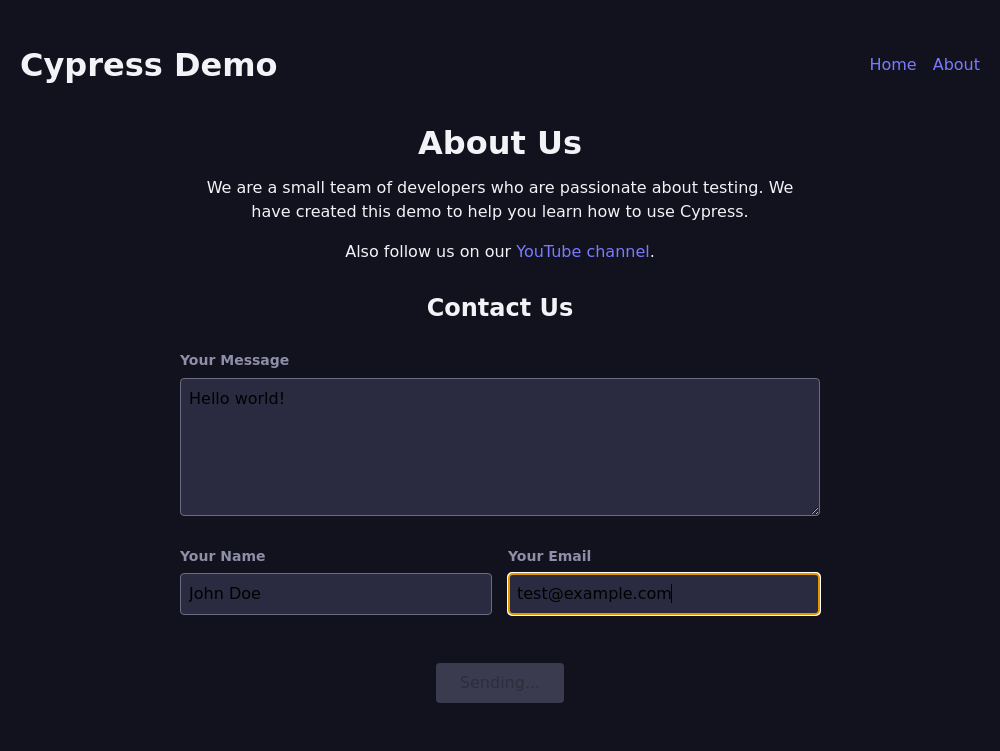 Cypress Demo
Home About
About Us
We are a small team of developers who are passionate about testing. We
have created this demo to help you learn how to use Cypress.
Also follow us on our YouTube channel.
Contact Us
Your Message
Hello world!
Your Name
Your Email
John Doe
test@example.com
Sending...